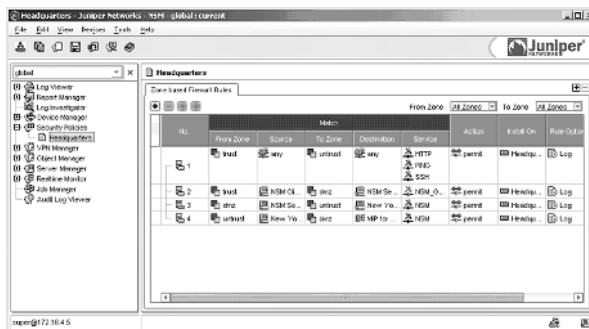 Headquarters - Juniper Networks - NSM - global : current
File Edit View Devices Tools Help
Juniper
NETWORKS
global
Log Viewer
Report Manager
Log Investigator
Device Manager
Security Policies
Headquarters
VPN Manager
Object Manager
Server Manager
Realtime Monitor
Job Manager
Audit Log Viewer
Headquarters
Zone based Firewall Rules
From Zone All Zones To Zone All Zones
Match
No. From Zone Source To Zone Destination Service Action Install On Rule Optio
1 trust any untrust any HTTP permit Headqu... Log
PING
SSH
2 trust NSM Cli... dmz NSM Se... NSM_G... permit Headqu... Log
3 dmz NSM Se... untrust New Yo... NSM permit Headqu... Log
4 untrust New Yo... dmz MIP for ... NSM permit Headqu... Log
super@172.16.4.5